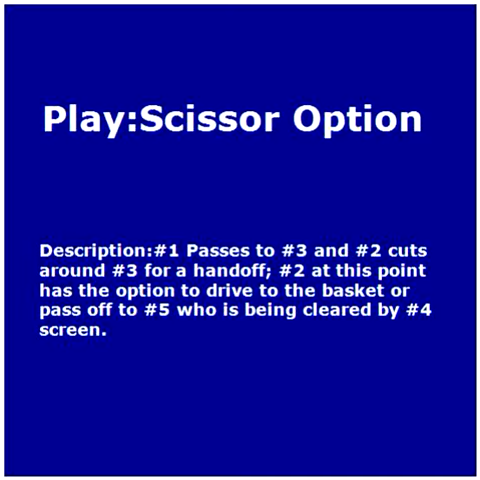 Play:Scissor Option
Description:#1 Passes to #3 and #2 cuts
around #3 for a handoff; #2 at this point
has the option to drive to the basket or
pass off to #5 who is being cleared by #4
screen.